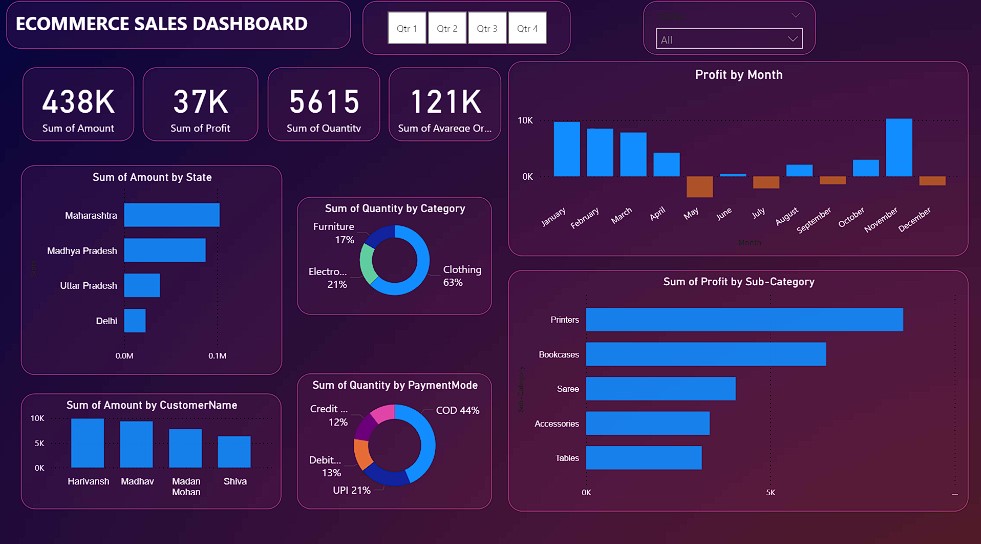 ECOMMERCE SALES DASHBOARD
Qtr 1
Qtr 2
Qtr 3
Qtr 4
All
438K
Sum of Amount
37K
Sum of Profit
5615
Sum of Quantity
121K
Sum of Avarege Or...
Profit by Month
10K
0K
January
February
March
April
May
June
July
August
September
October
November
December
Month
Sum of Amount by State
Maharashtra
Madhya Pradesh
Uttar Pradesh
Delhi
0.0M
0.1M
Sum of Quantity by Category
Furniture
17%
Electro...
21%
Clothing
63%
Sum of Profit by Sub-Category
Printers
Bookcases
Saree
Accessories
Tables
0K
5K
Sum of Amount by CustomerName
10K
5K
0K
Harivansh
Madhav
Madan
Mohan
Shiva
Sum of Quantity by PaymentMode
Credit ...
12%
COD 44%
Debit...
13%
UPI 21%